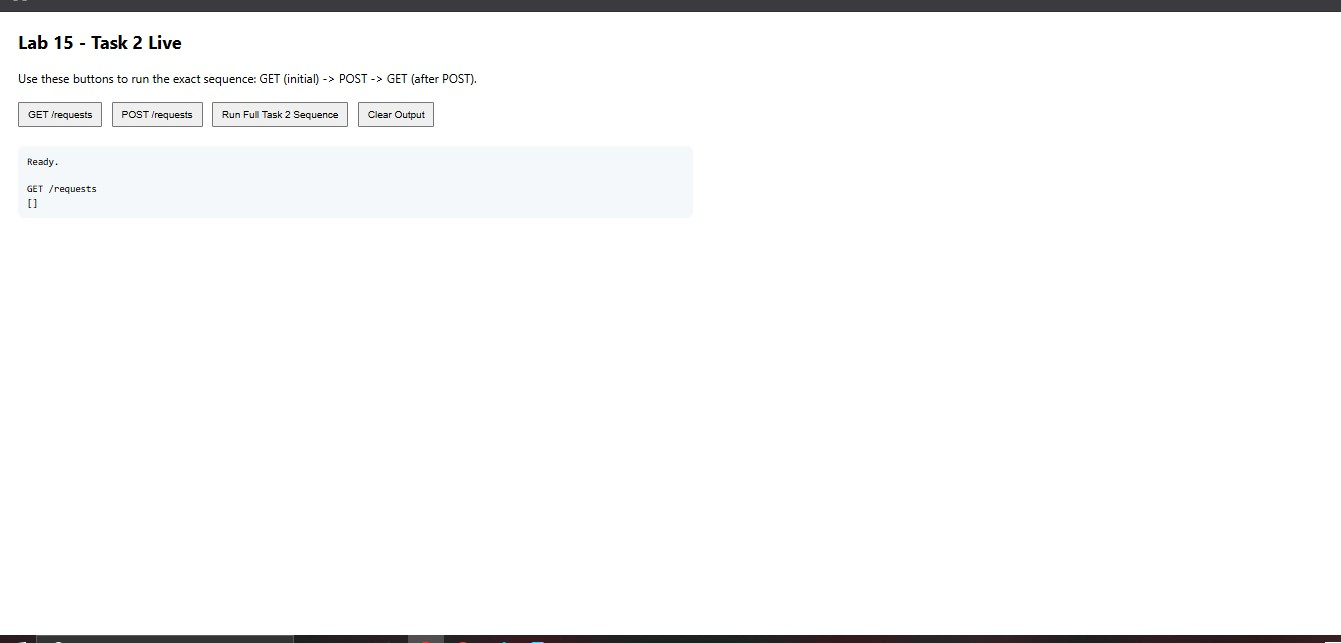 Lab 15 - Task 2 Live
Use these buttons to run the exact sequence: GET (initial) -> POST -> GET (after POST).
GET /requests POST /requests Run Full Task 2 Sequence Clear Output
Ready.
GET /requests
[]